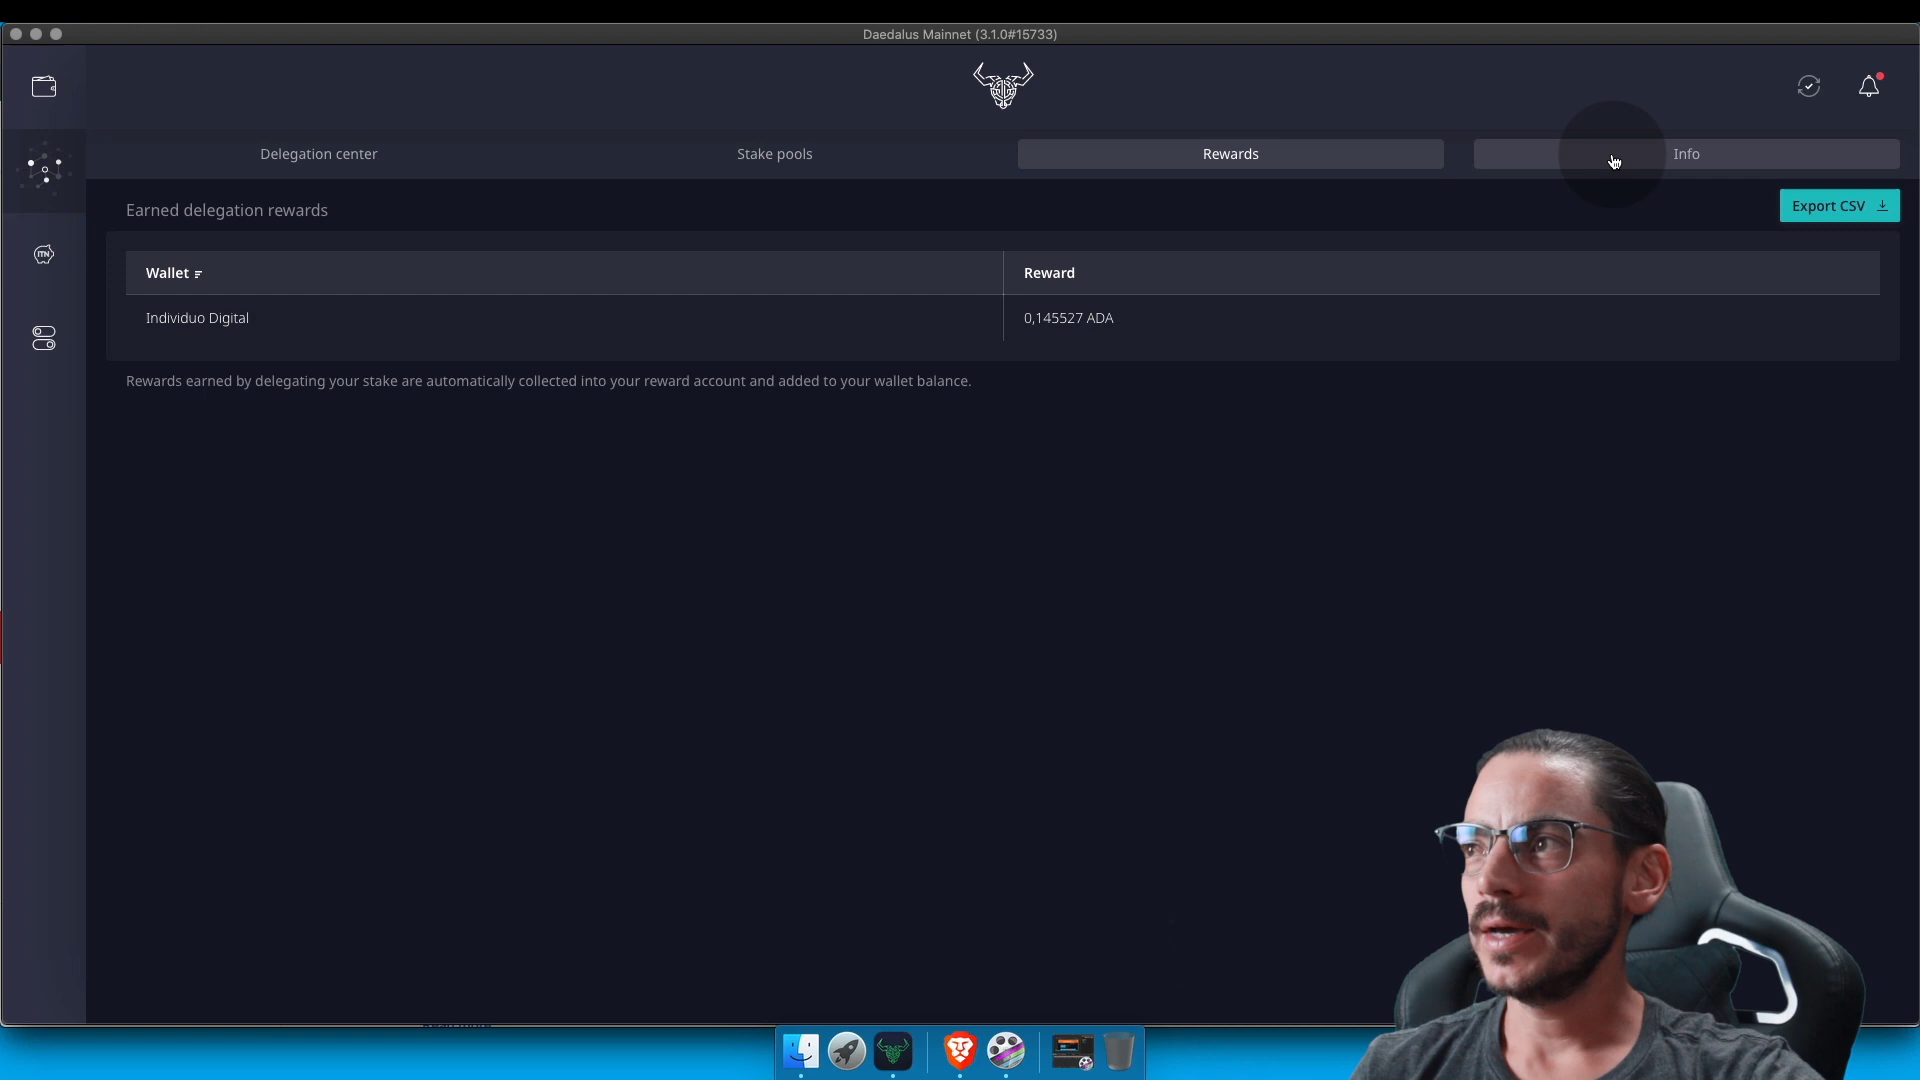 Daedalus Mainnet (3.1.0#15733)
Delegation center
Stake pools
Rewards
Info
Earned delegation rewards
Export CSV
Wallet
Reward
Individuo Digital
0,145527 ADA
ITN
Rewards earned by delegating your stake are automatically collected into your reward account and added to your wallet balance.